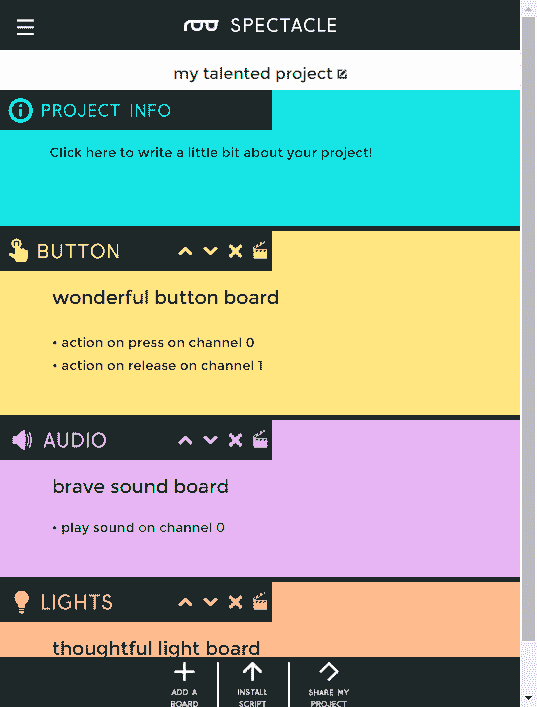 SPECTACLE
my talented project
PROJECT INFO
Click here to write a little bit about your project!
BUTTON
wonderful button board
• action on press on channel 0
• action on release on channel 1
AUDIO
brave sound board
• play sound on channel 0
LIGHTS
thoughtful light board
ADD A
BOARD
INSTALL
SCRIPT
SHARE MY
PROJECT